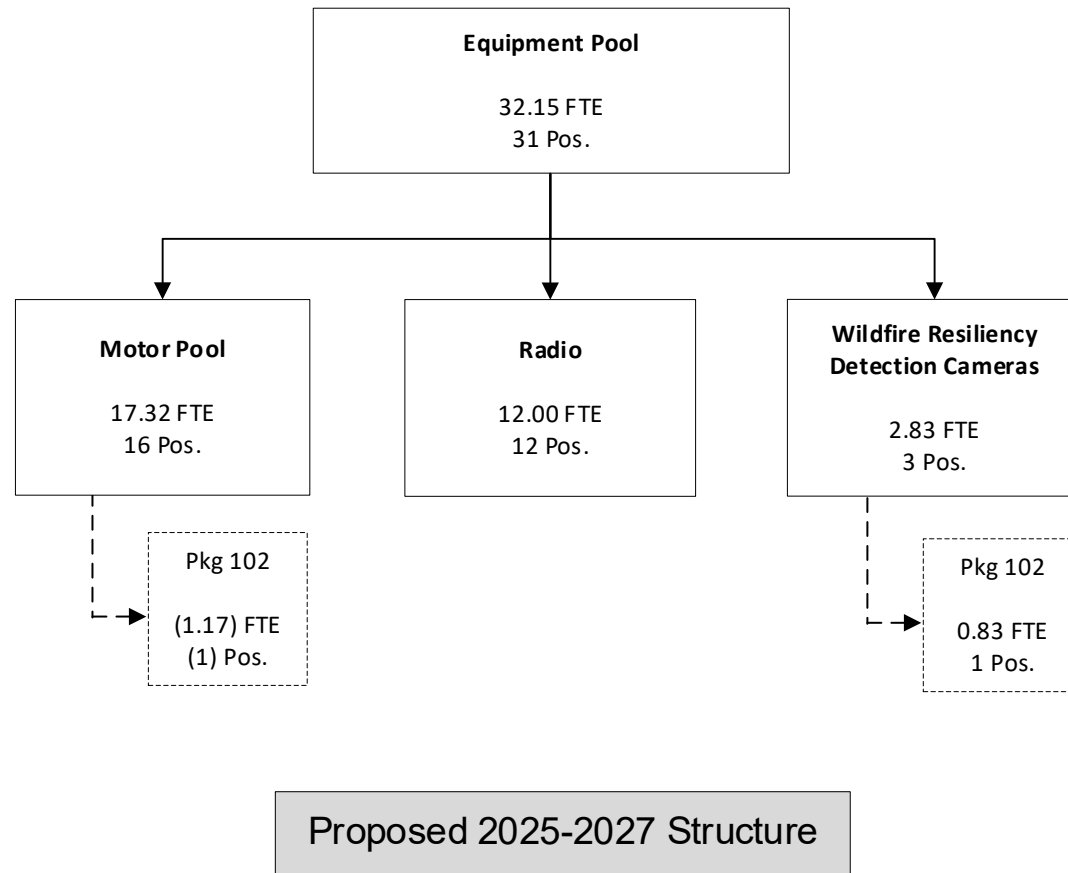 Equipment Pool
32.15 FTE
31 Pos.
Motor Pool
17.32 FTE
16 Pos.
Radio
12.00 FTE
12 Pos.
Wildfire Resiliency
Detection Cameras
2.83 FTE
3 Pos.
Pkg 102
(1.17) FTE
(1) Pos.
Pkg 102
0.83 FTE
1 Pos.
Proposed 2025-2027 Structure